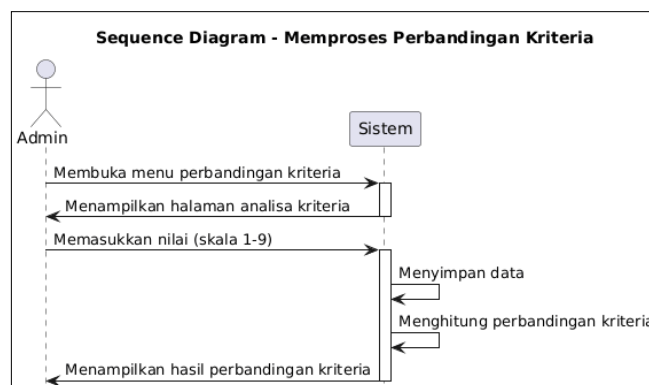 Sequence Diagram - Memproses Perbandingan Kriteria
Admin
Sistem
Membuka menu perbandingan kriteria
Menampilkan halaman analisa kriteria
Memasukkan nilai (skala 1-9)
Menyimpan data
Menghitung perbandingan kriteria
Menampilkan hasil perbandingan kriteria